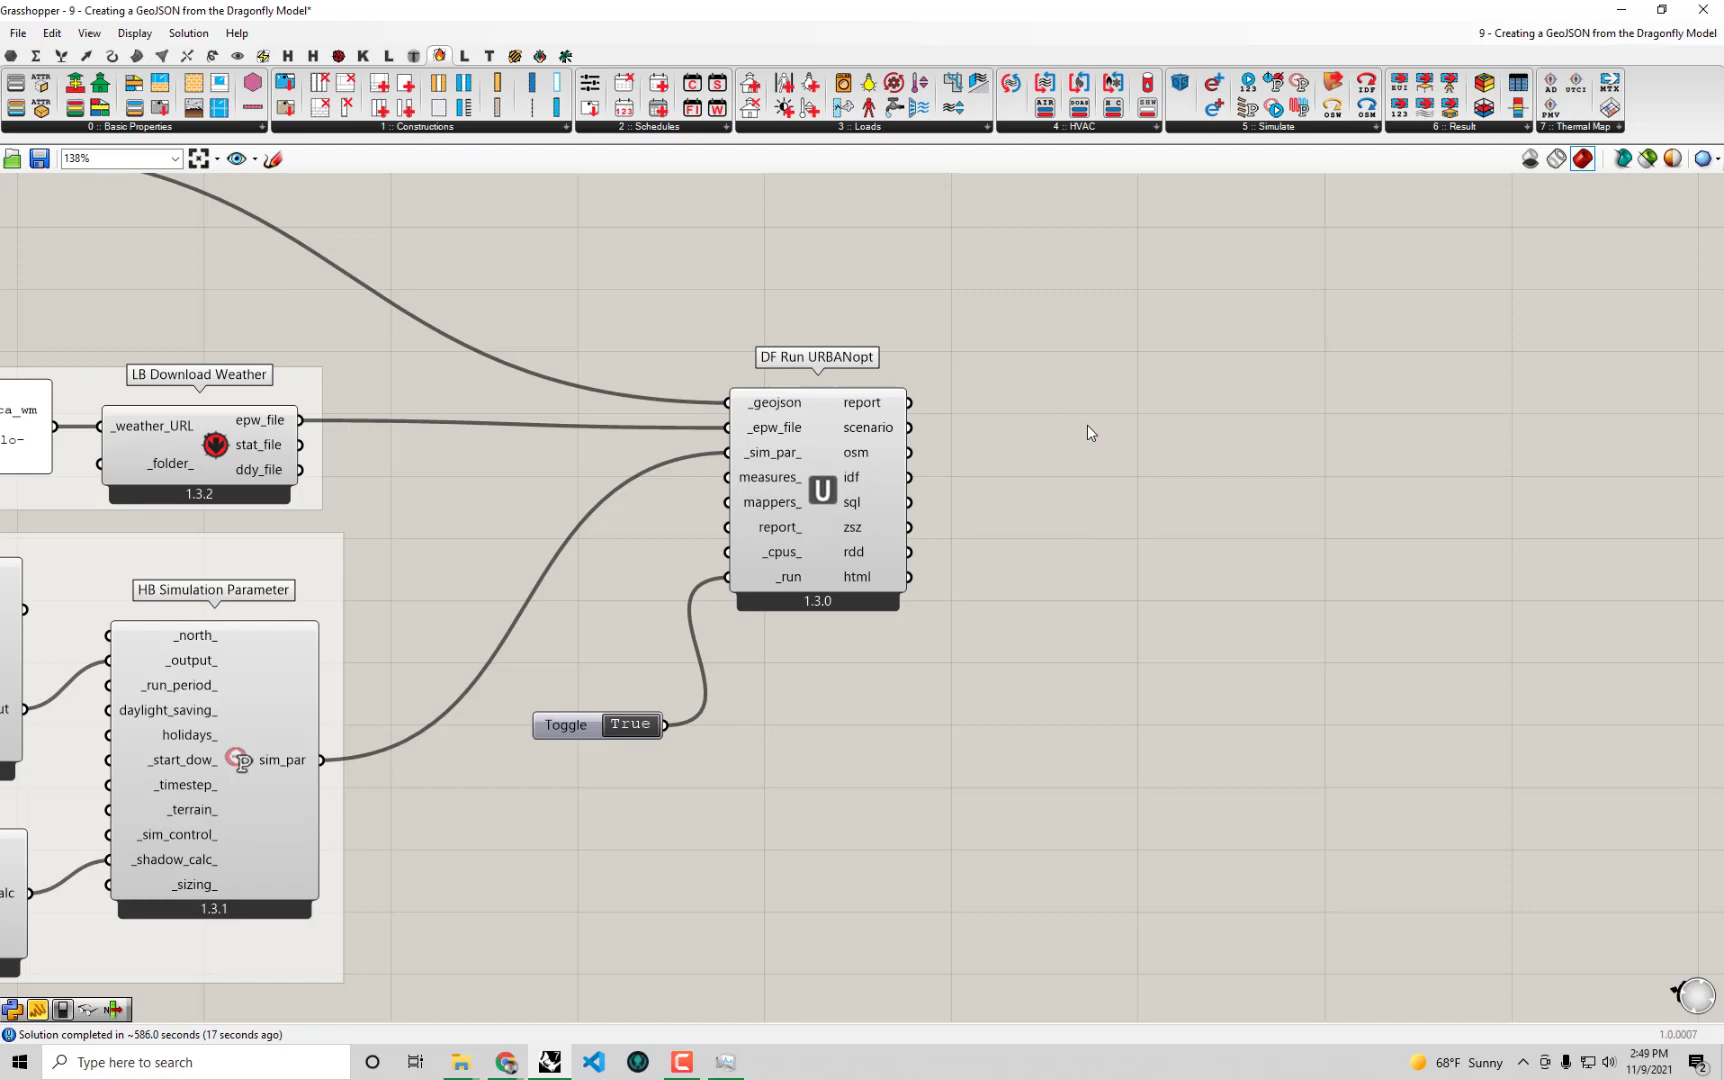 Grasshopper - 9 - Creating a GeoJSON from the Dragonfly Model*
File Edit View Display Solution Help
9 - Creating a GeoJSON from the Dragonfly Model
0 :: Basic Properties
1 :: Constructions
2 :: Schedules
3 :: Loads
4 :: HVAC
5 :: Simulate
6 :: Result
7 :: Thermal Map
138%
DF Run URBANopt
_geojson report
_epw_file scenario
_sim_par_ osm
measures_ idf
mappers_ sql
report_ zsz
_cpus_ rdd
_run html
U
1.3.0
LB Download Weather
ca_wm
lo-
_weather_URL epw_file
stat_file
_folder_ ddy_file
1.3.2
HB Simulation Parameter
_north_
_output_
_run_period_
daylight_saving_
holidays_
_start_dow_ sim_par
_timestep_
_terrain_
_sim_control_
_shadow_calc_
_sizing_
1.3.1
ut
alc
Toggle True
Solution completed in ~586.0 seconds (17 seconds ago)
1.0.0007
Type here to search
68°F Sunny
2:49 PM
11/9/2021
2